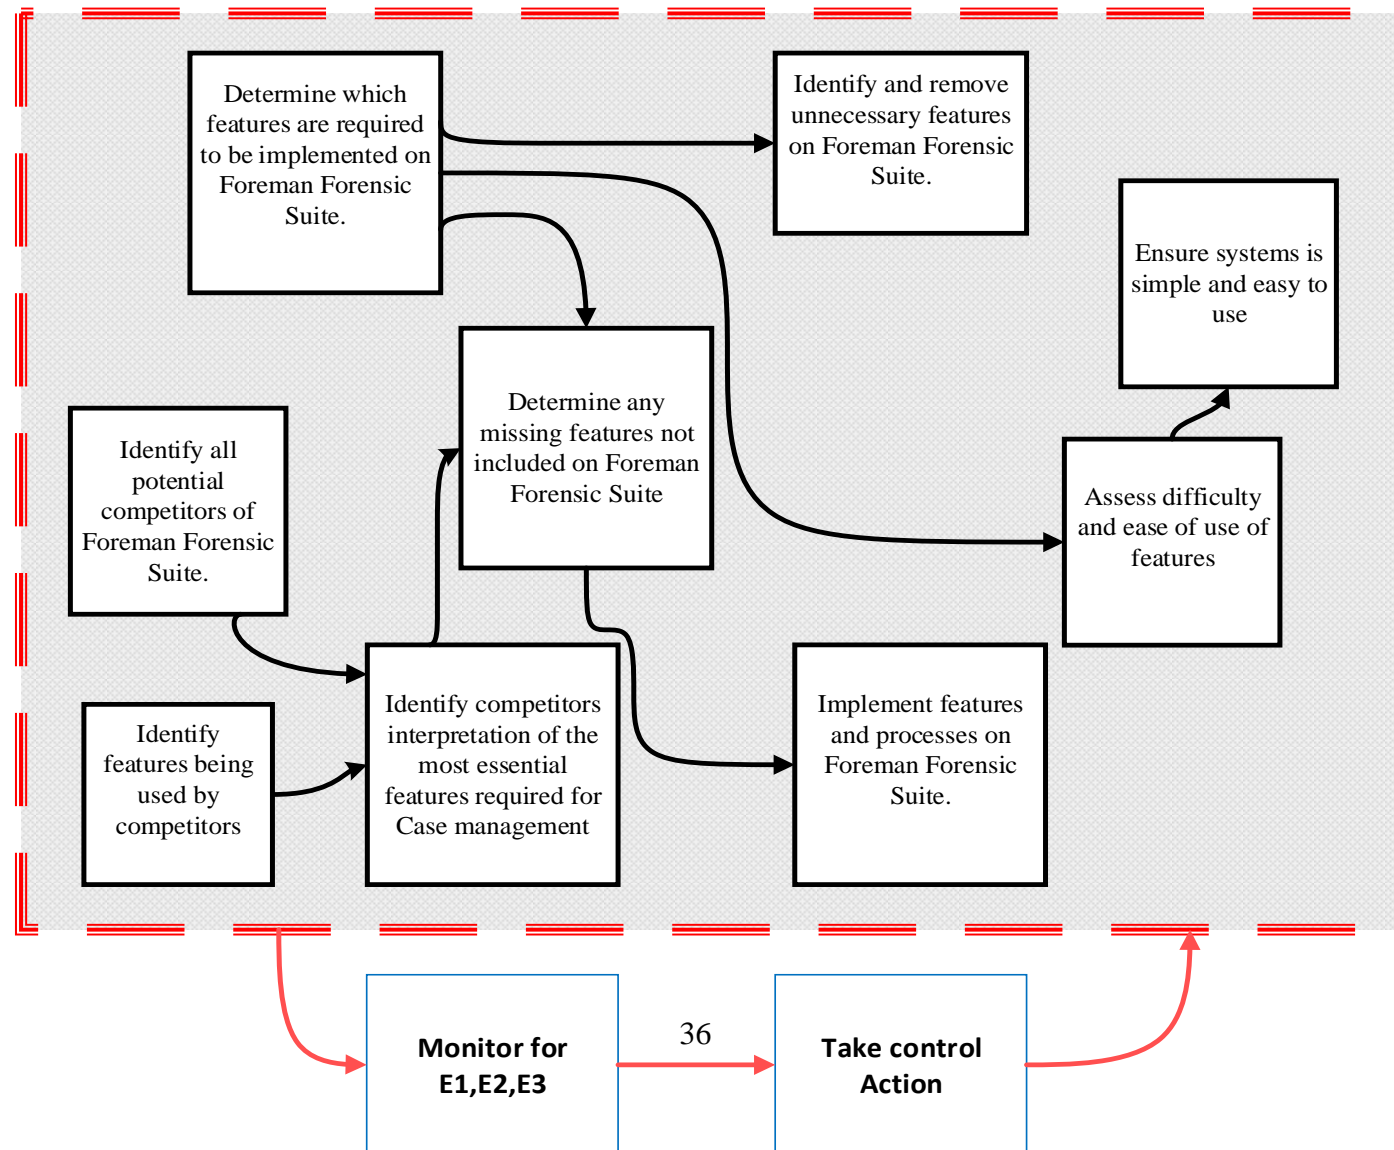 Determine which
features are required
to be implemented on
Foreman Forensic
Suite.
Identify and remove
unnecessary features
on Foreman Forensic
Suite.
Ensure systems is
simple and easy to
use
Determine any
missing features not
included on Foreman
Forensic Suite
Identify all
potential
competitors of
Foreman Forensic
Suite.
Assess difficulty
and ease of use of
features
Identify competitors
interpretation of the
most essential
features required for
Case management
Implement features
and processes on
Foreman Forensic
Suite.
Identify
features being
used by
competitors
Monitor for
E1,E2,E3
36
Take control
Action